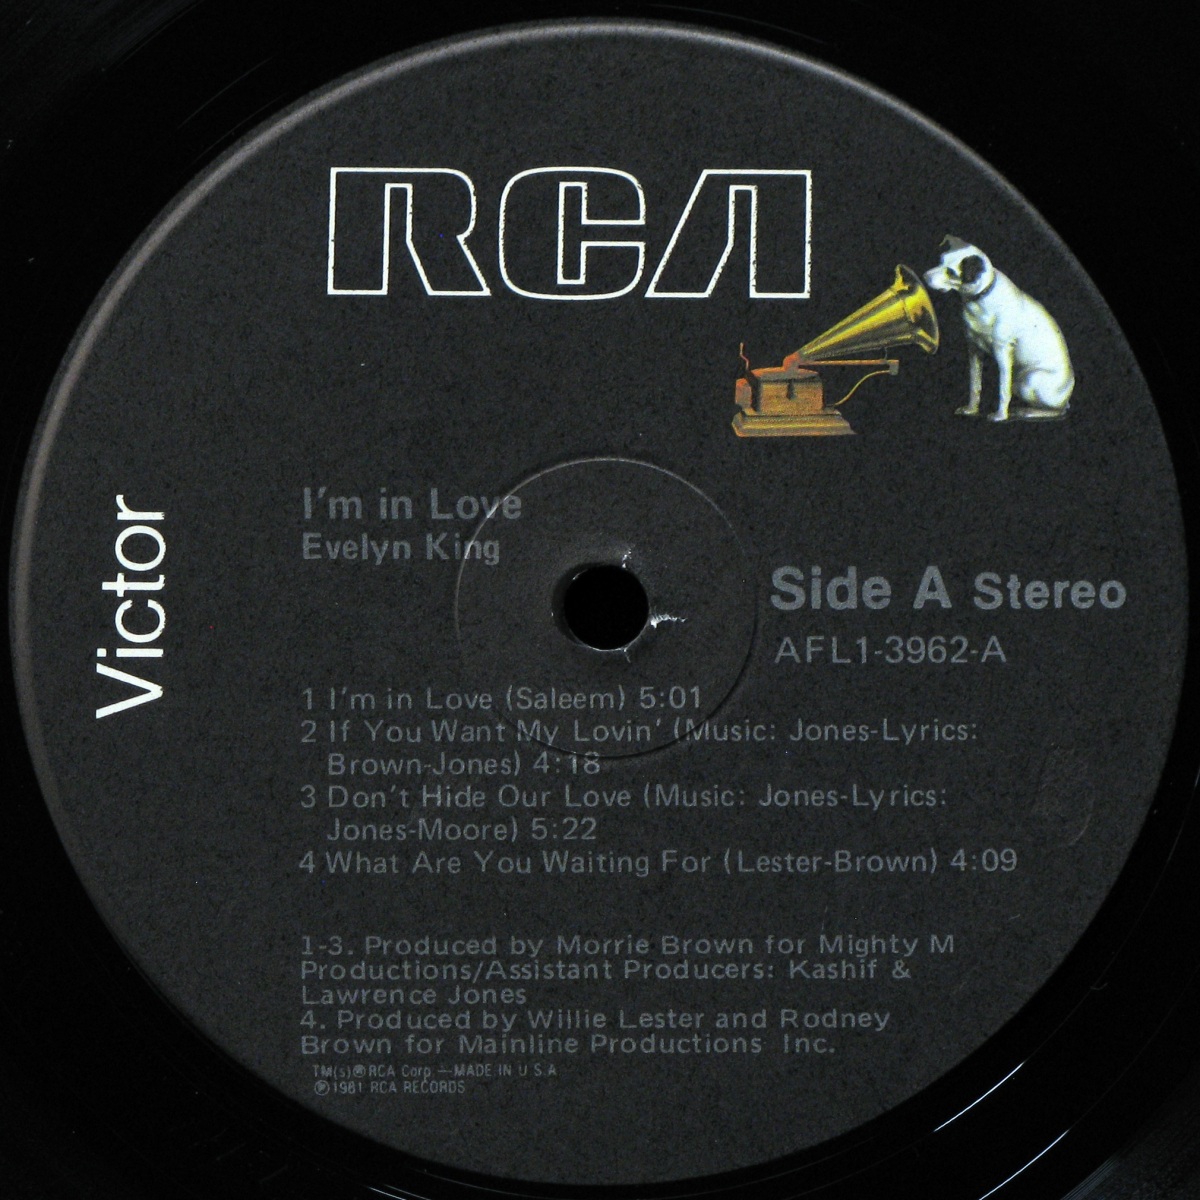 RCA
Victor
I'm in Love
Evelyn King
Side A Stereo
AFL1-3962-A
1 I'm in Love (Saleem) 5:01
2 If You Want My Lovin' (Music: Jones-Lyrics:
Brown-Jones) 4:18
3 Don't Hide Our Love (Music: Jones-Lyrics:
Jones-Moore) 5:22
4 What Are You Waiting For (Lester-Brown) 4:09
1-3. Produced by Morrie Brown for Mighty M
Productions/Assistant Producers: Kashif &
Lawrence Jones
4. Produced by Willie Lester and Rodney
Brown for Mainline Productions Inc.
TM(s)®RCA Corp —MADE IN U S A
℗1981 RCA RECORDS